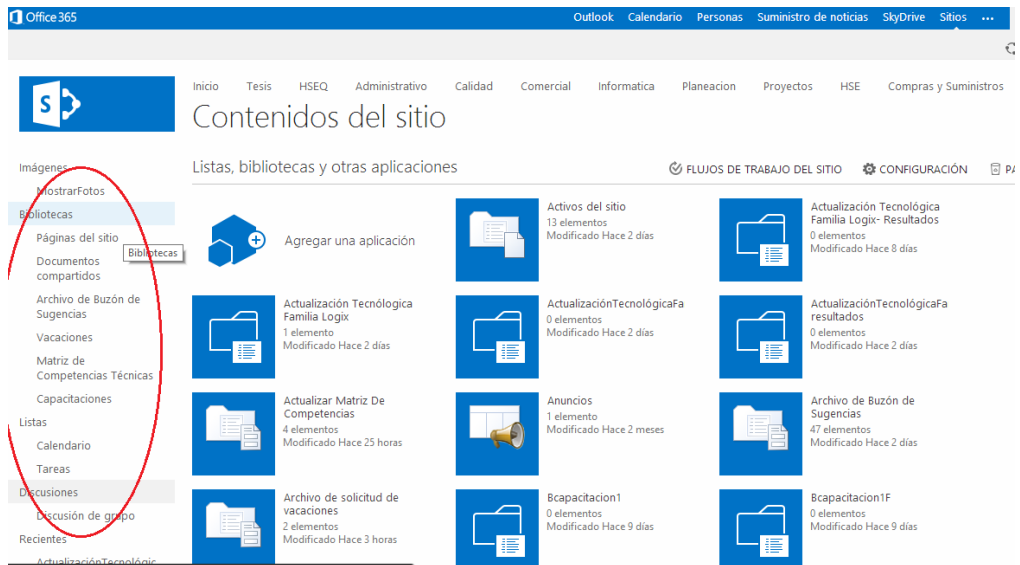 Office 365
Outlook Calendario Personas Suministro de noticias SkyDrive Sitios ...
Inicio Tesis HSEQ Administrativo Calidad Comercial Informatica Planeacion Proyectos HSE Compras y Suministros
S
Contenidos del sitio
Imágenes
MostrarFotos
Bibliotecas
Páginas del sitio
Bibliotecas
Documentos
compartidos
Archivo de Buzón de
Sugencias
Vacaciones
Matriz de
Competencias Técnicas
Capacitaciones
Listas
Calendario
Tareas
Discusiones
Discusión de grupo
Recientes
ActualizaciónTecnológic
Listas, bibliotecas y otras aplicaciones
FLUJOS DE TRABAJO DEL SITIO CONFIGURACIÓN PA
Agregar una aplicación
Activos del sitio
13 elementos
Modificado Hace 2 días
Actualización Tecnológica
Familia Logix- Resultados
0 elementos
Modificado Hace 8 días
Actualización Tecnólogica
Familia Logix
1 elemento
Modificado Hace 2 días
ActualizaciónTecnológicaFa
0 elementos
Modificado Hace 2 días
ActualizaciónTecnológicaFa
resultados
0 elementos
Modificado Hace 2 días
Actualizar Matriz De
Competencias
4 elementos
Modificado Hace 25 horas
Anuncios
1 elemento
Modificado Hace 2 meses
Archivo de Buzón de
Sugencias
47 elementos
Modificado Hace 2 días
Archivo de solicitud de
vacaciones
2 elementos
Modificado Hace 3 horas
Bcapacitacion1
0 elementos
Modificado Hace 9 días
Bcapacitacion1F
0 elementos
Modificado Hace 9 días